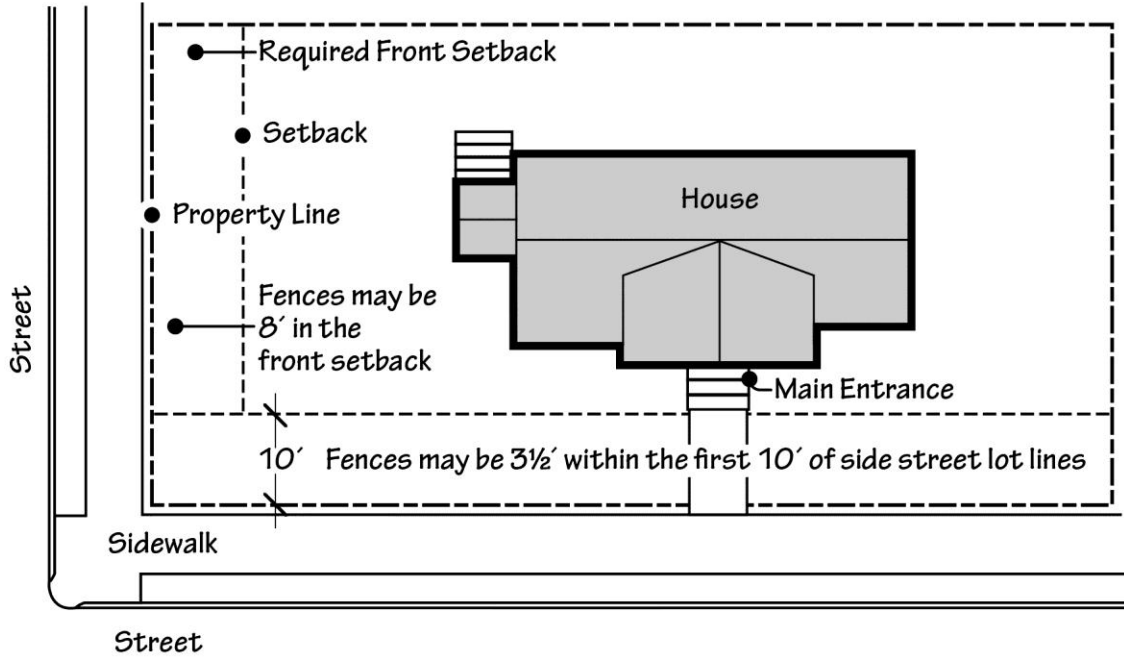 Required Front Setback
Setback
House
Property Line
Street
Fences may be
8′ in the
front setback
Main Entrance
10′ Fences may be 3½′ within the first 10′ of side street lot lines
Sidewalk
Street